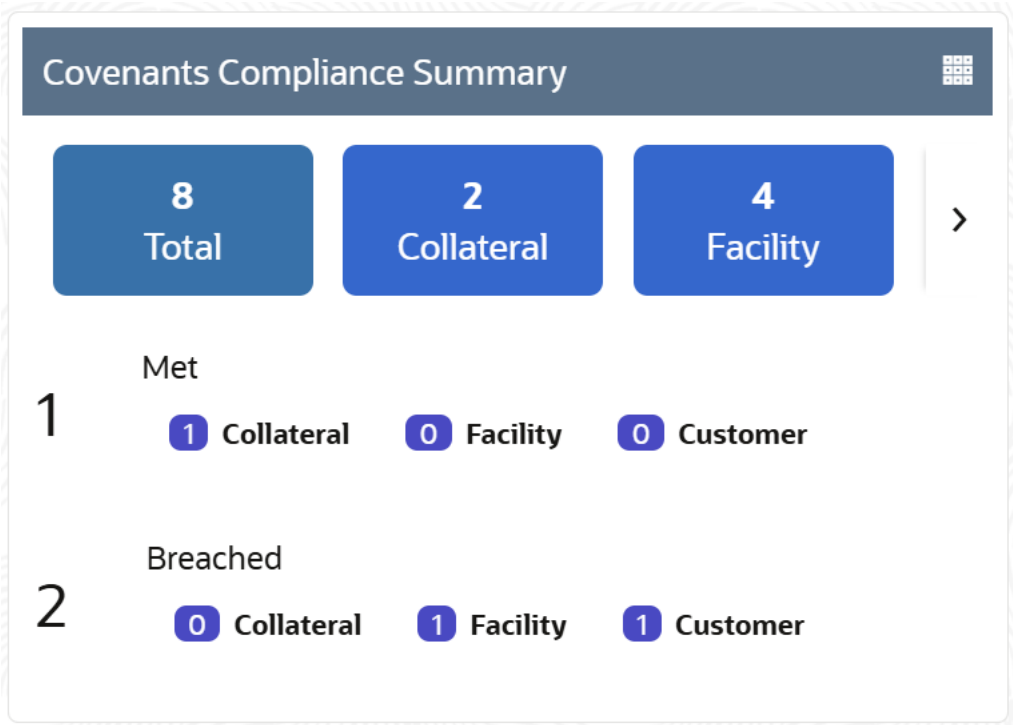 Covenants Compliance Summary
8
Total
2
Collateral
4
Facility
1
Met
1 Collateral 0 Facility 0 Customer
2
Breached
0 Collateral 1 Facility 1 Customer